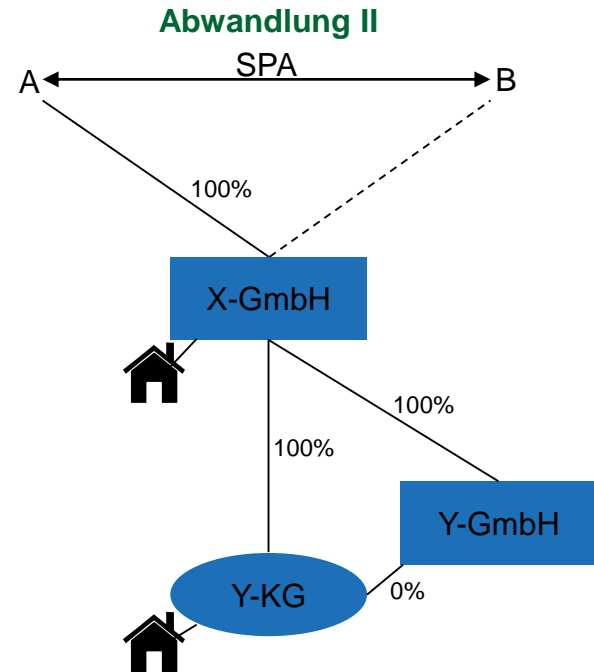 Abwandlung II
SPA
A
B
100%
X-GmbH
100%
100%
Y-GmbH
Y-KG
0%